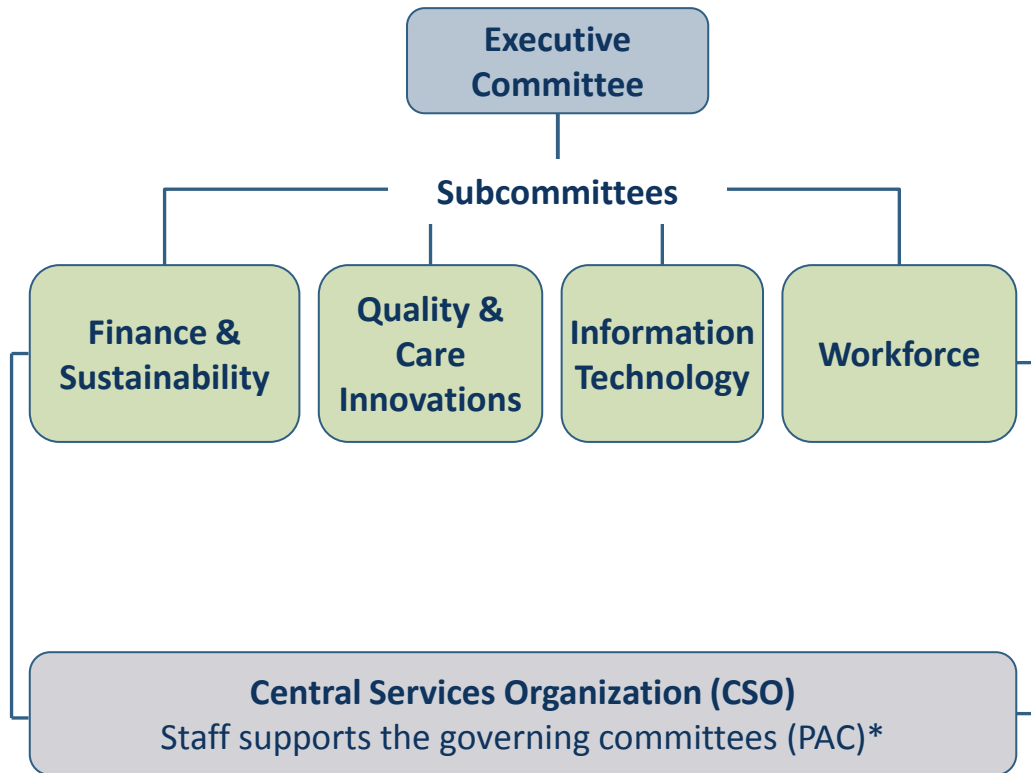 Executive
Committee
Subcommittees
Finance &
Sustainability
Quality &
Care
Innovations
Information
Technology
Workforce
Central Services Organization (CSO)
Staff supports the governing committees (PAC)*